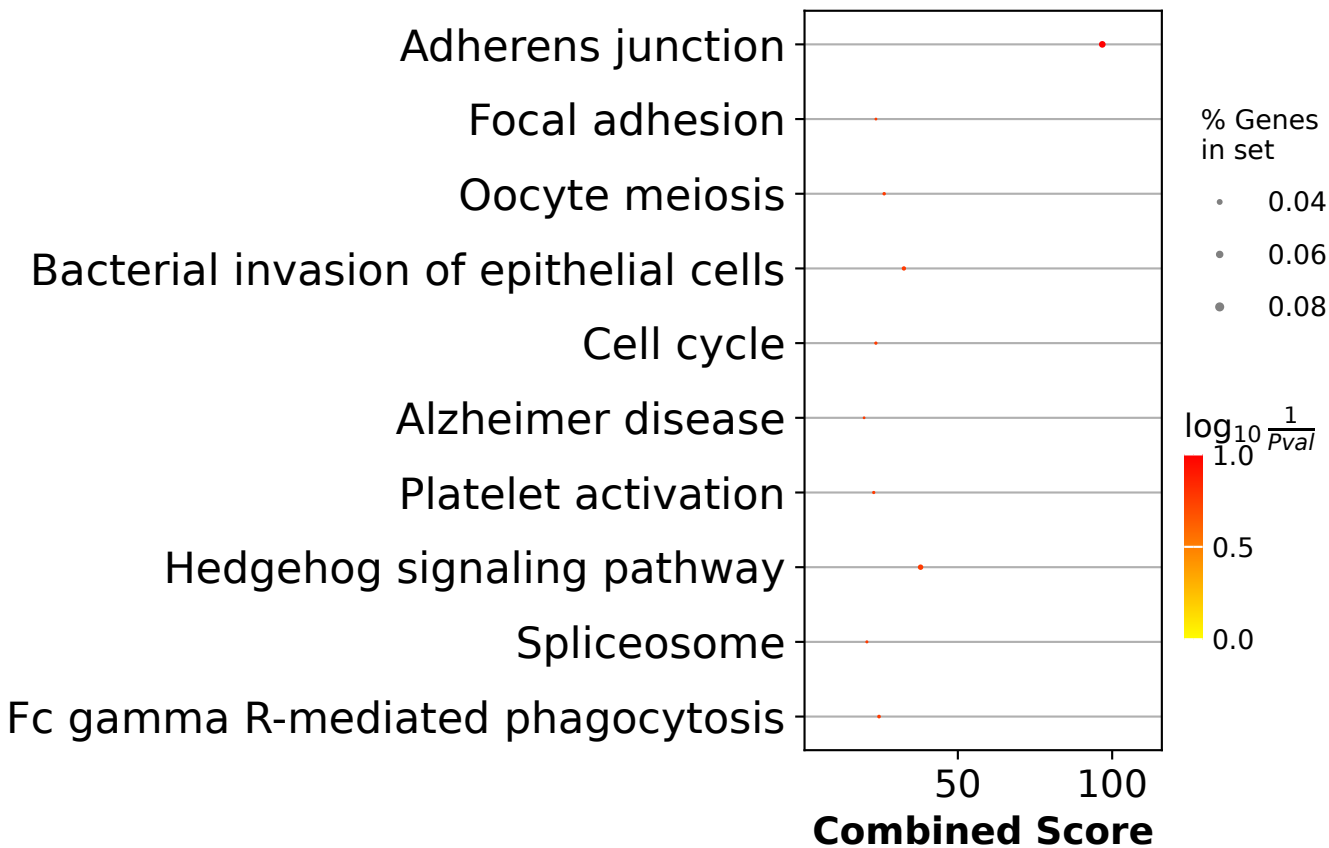 Adherens junction
Focal adhesion
Oocyte meiosis
Bacterial invasion of epithelial cells
Cell cycle
Alzheimer disease
Platelet activation
Hedgehog signaling pathway
Spliceosome
Fc gamma R-mediated phagocytosis
50 100
Combined Score
% Genes
in set
0.04
0.06
0.08
log₁₀ 1/Pval
1.0
0.5
0.0